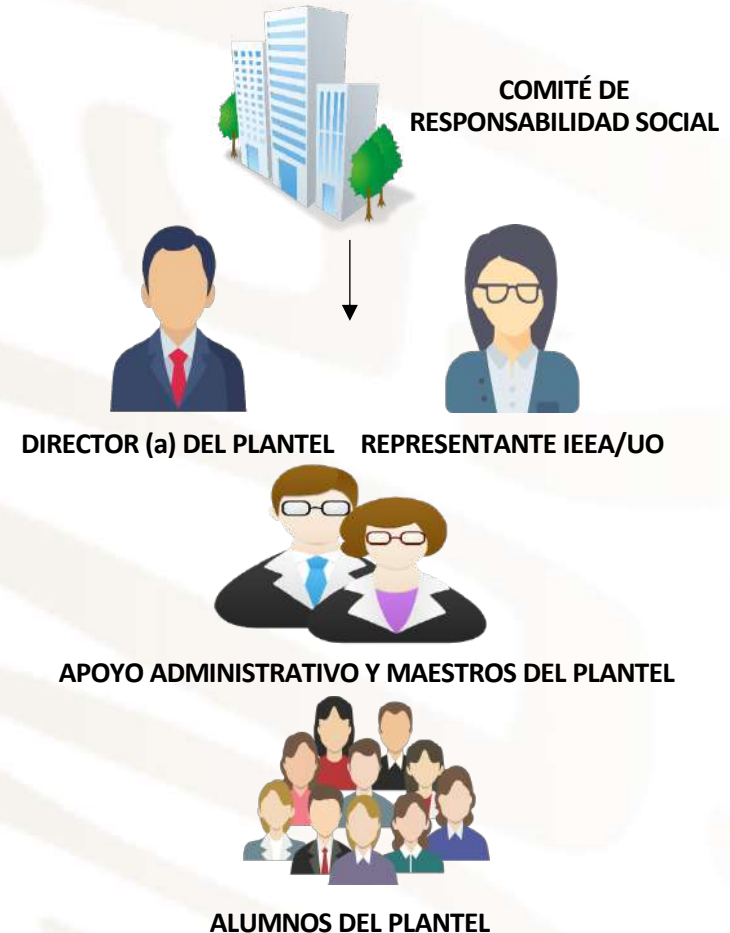 COMITÉ DE
RESPONSABILIDAD SOCIAL
DIRECTOR (a) DEL PLANTEL REPRESENTANTE IEEA/UO
APOYO ADMINISTRATIVO Y MAESTROS DEL PLANTEL
ALUMNOS DEL PLANTEL